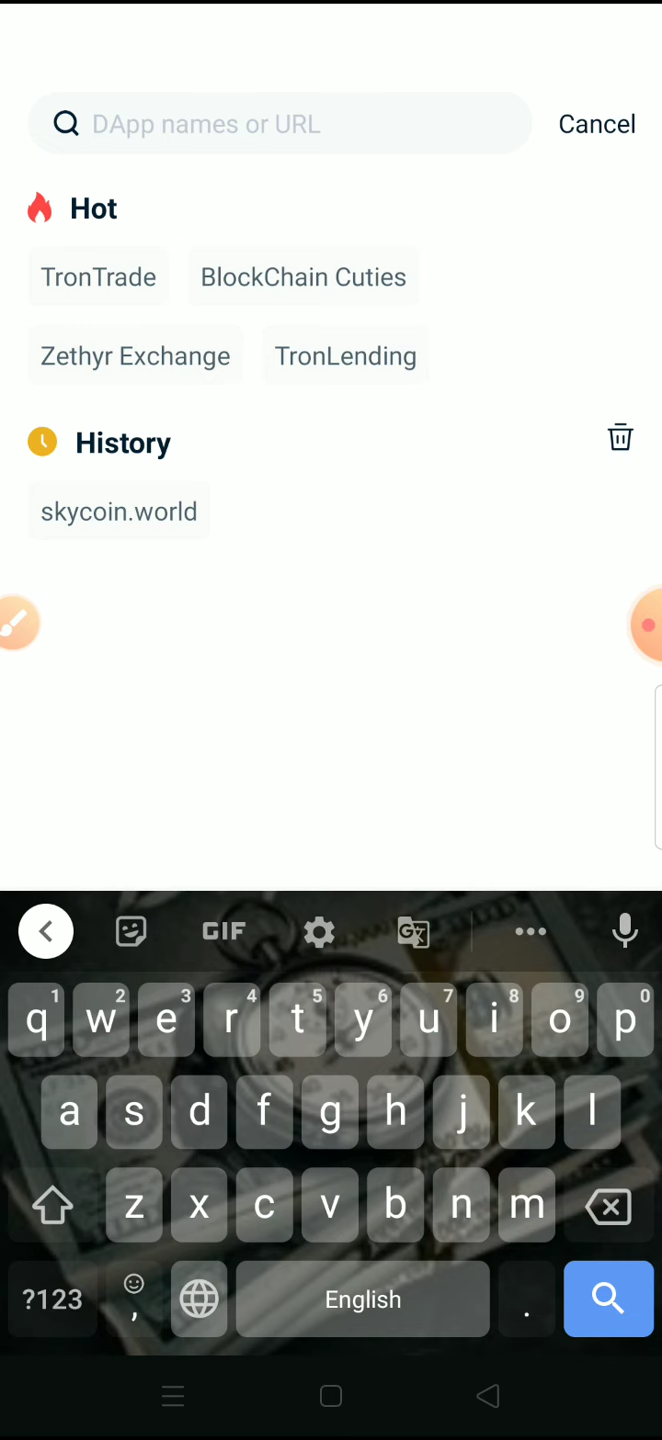 DApp names or URL Cancel
Hot
TronTrade BlockChain Cuties
Zethyr Exchange TronLending
History
skycoin.world
GIF G
1 2 3 4 5 6 7 8 9 0
q w e r t y u i o p
a s d f g h j k l
z x c v b n m
?123 , English .